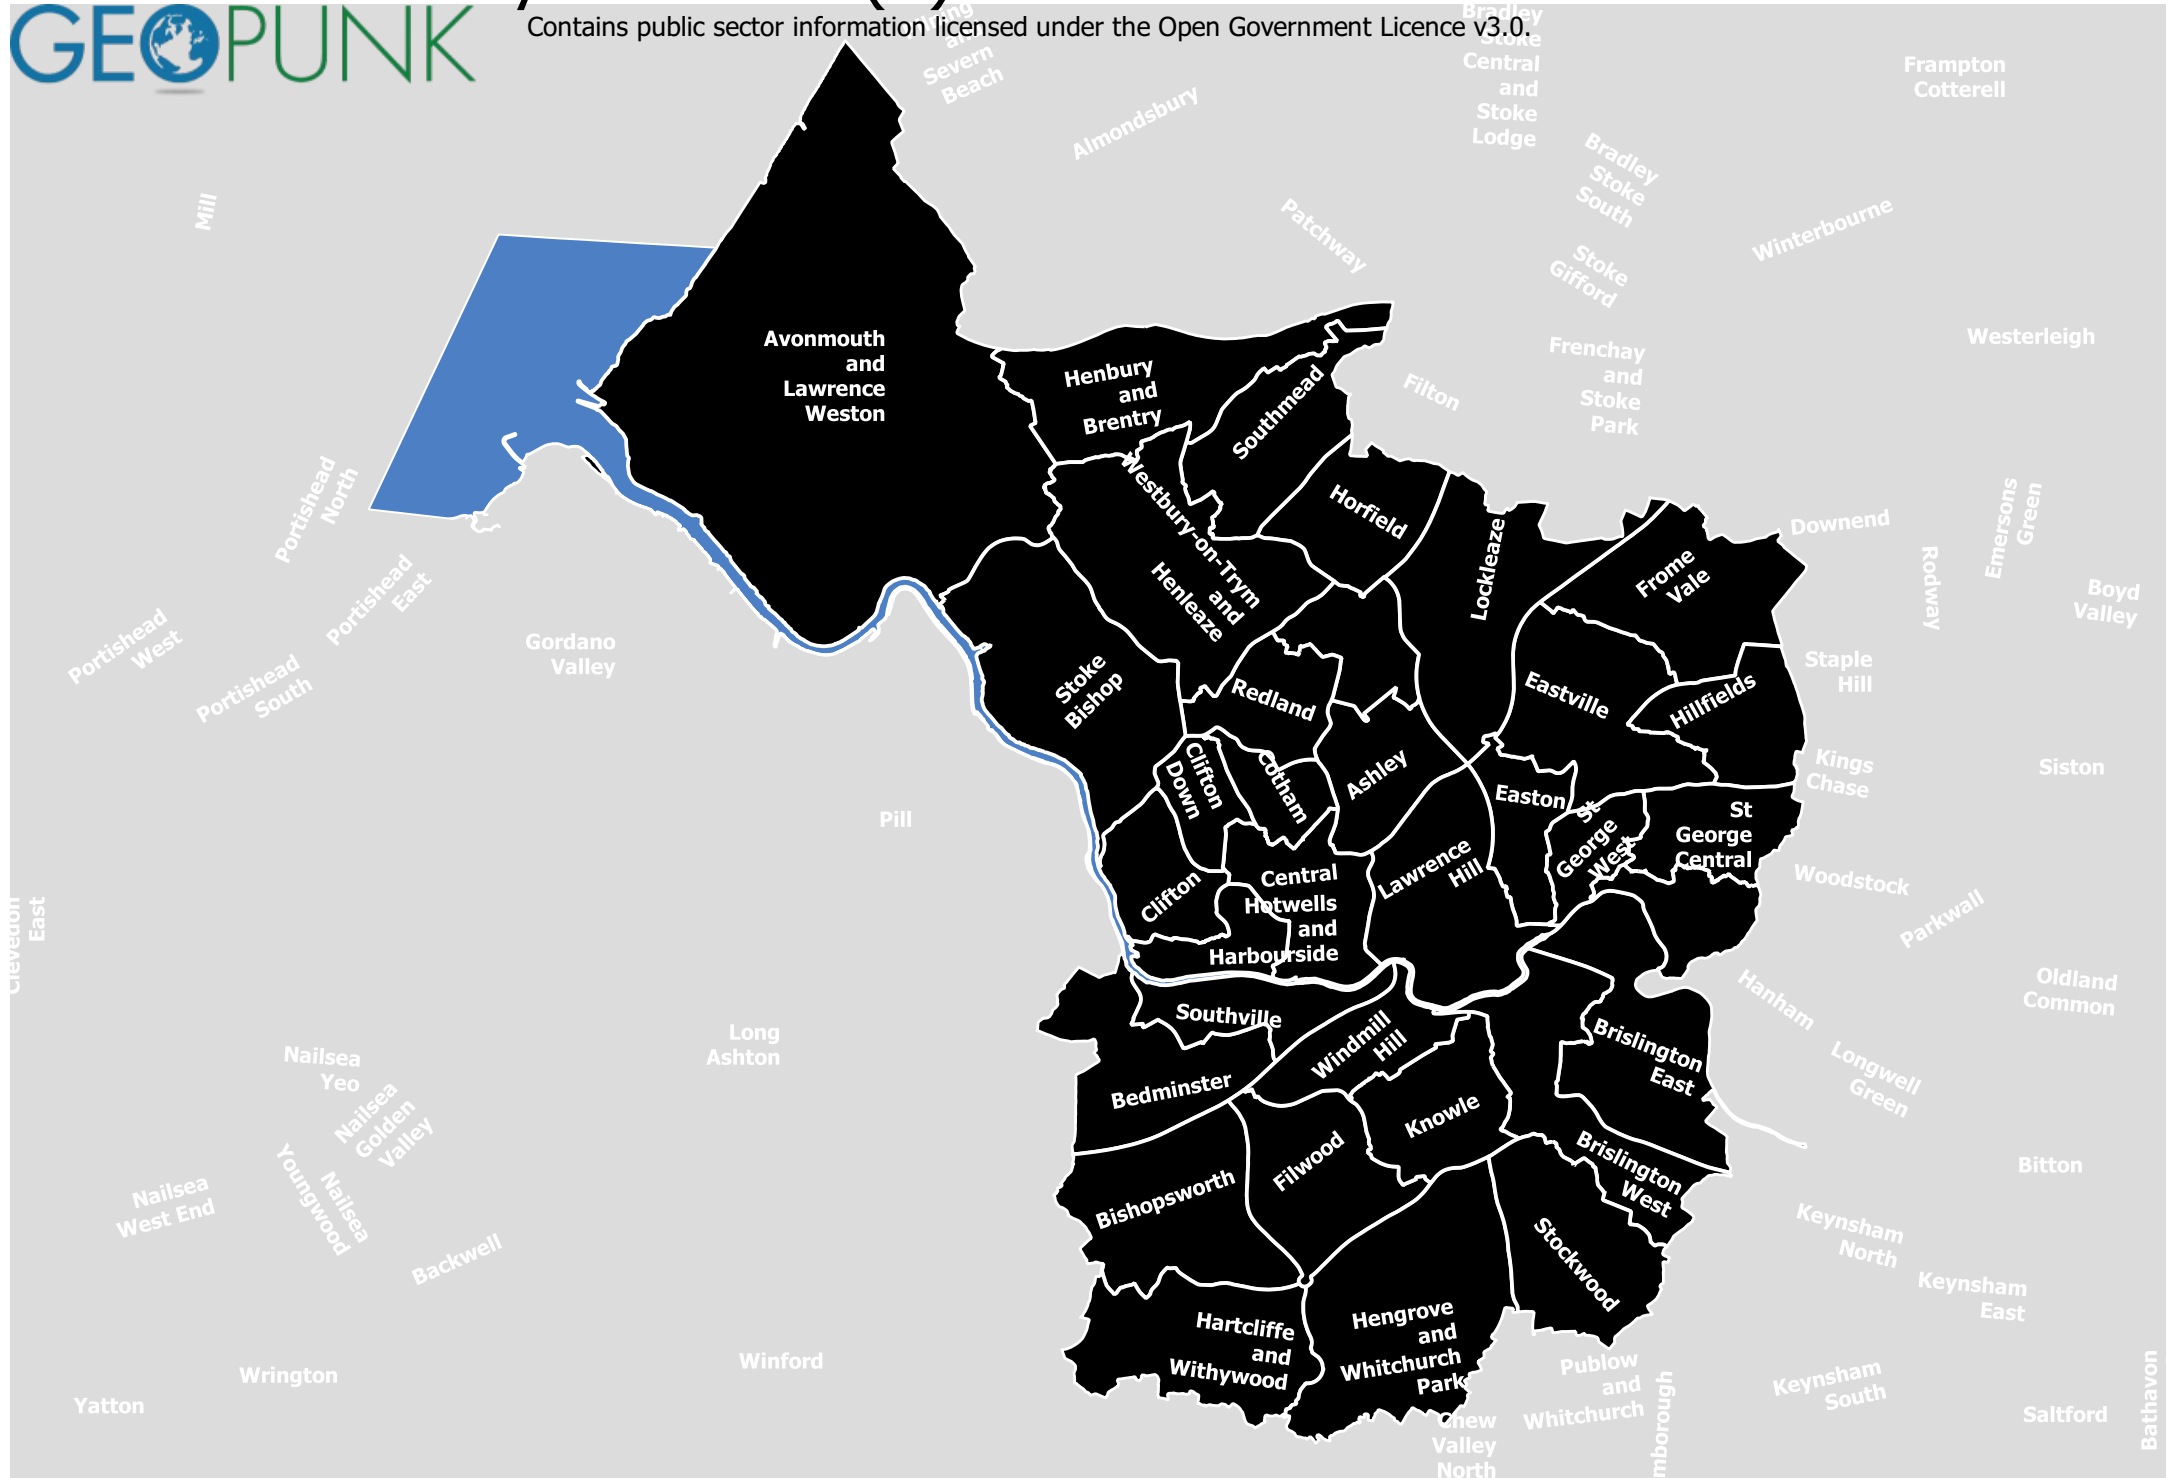 GEOPUNK
Contains public sector information licensed under the Open Government Licence v3.0.
Severn
Beach
Almondsbury
Bradley
Stoke
Central
and
Stoke
Lodge
Frampton
Cotterell
Bradley
Stoke
South
Mill
Patchway
Winterbourne
Stoke
Gifford
Avonmouth
and
Lawrence
Weston
Westerleigh
Frenchay
and
Stoke
Park
Henbury
and
Brentry
Southmead
Filton
Portishead
North
Westbury-on-Trym
and
Henleaze
Horfield
Lockleaze
Downend
Emersons
Green
Frome
Vale
Rodway
Boyd
Valley
Portishead
East
Portishead
West
Gordano
Valley
Portishead
South
Stoke
Bishop
Redland
Eastville
Hillfields
Staple
Hill
Clifton
Down
Cotham
Ashley
Easton
Kings
Chase
Siston
Pill
St
George
West
St
George
Central
Clifton
Central
Lawrence
Hill
Woodstock
Hotwells
and
Harbourside
Parkwall
Clevedon
East
Hanham
Oldland
Common
Southville
Windmill
Hill
Brislington
East
Long
Ashton
Nailsea
Yeo
Longwell
Green
Bedminster
Knowle
Nailsea
Golden
Valley
Filwood
Brislington
West
Bitton
Nailsea
Youngwood
Nailsea
West End
Bishopsworth
Backwell
Stockwood
Keynsham
North
Keynsham
East
Hartcliffe
and
Withywood
Hengrove
and
Whitchurch
Park
Winford
Wrington
Yatton
Publow
and
Whitchurch
Keynsham
South
Saltford
Bathavon
Chew
Valley
North
mborough